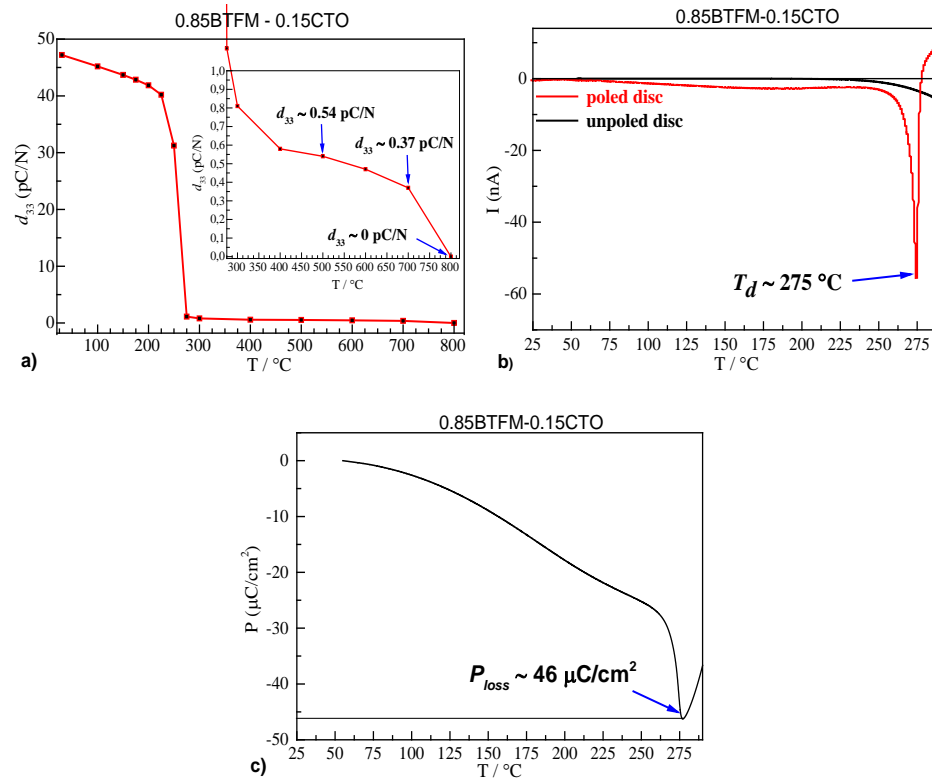 0.85BTFM - 0.15CTO
a)
50
40
30
20
10
0
d33 (pC/N)
100 200 300 400 500 600 700 800
T / °C
1,0
0,9
0,8
0,7
0,6
0,5
0,4
0,3
0,2
0,1
0,0
d33 (pC/N)
d33 ~ 0.54 pC/N
d33 ~ 0.37 pC/N
d33 ~ 0 pC/N
300 350 400 450 500 550 600 650 700 750 800
T / °C
0.85BTFM-0.15CTO
0
-20
-40
-60
I (nA)
poled disc
unpoled disc
Td ~ 275 °C
25 50 75 100 125 150 175 200 225 250 275
b)
T / °C
0.85BTFM-0.15CTO
0
-10
-20
-30
-40
-50
P (μC/cm2)
Ploss ~ 46 μC/cm2
25 50 75 100 125 150 175 200 225 250 275
c)
T / °C